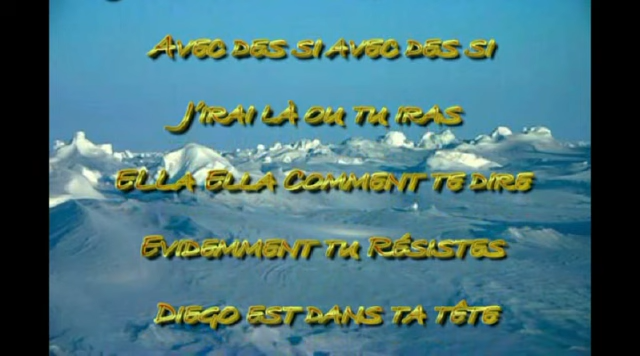 Avec des si avec des si
J'irai là ou tu iras
Ella Ella Comment te dire
Evidemment tu Résistes
Diego est dans ta tête